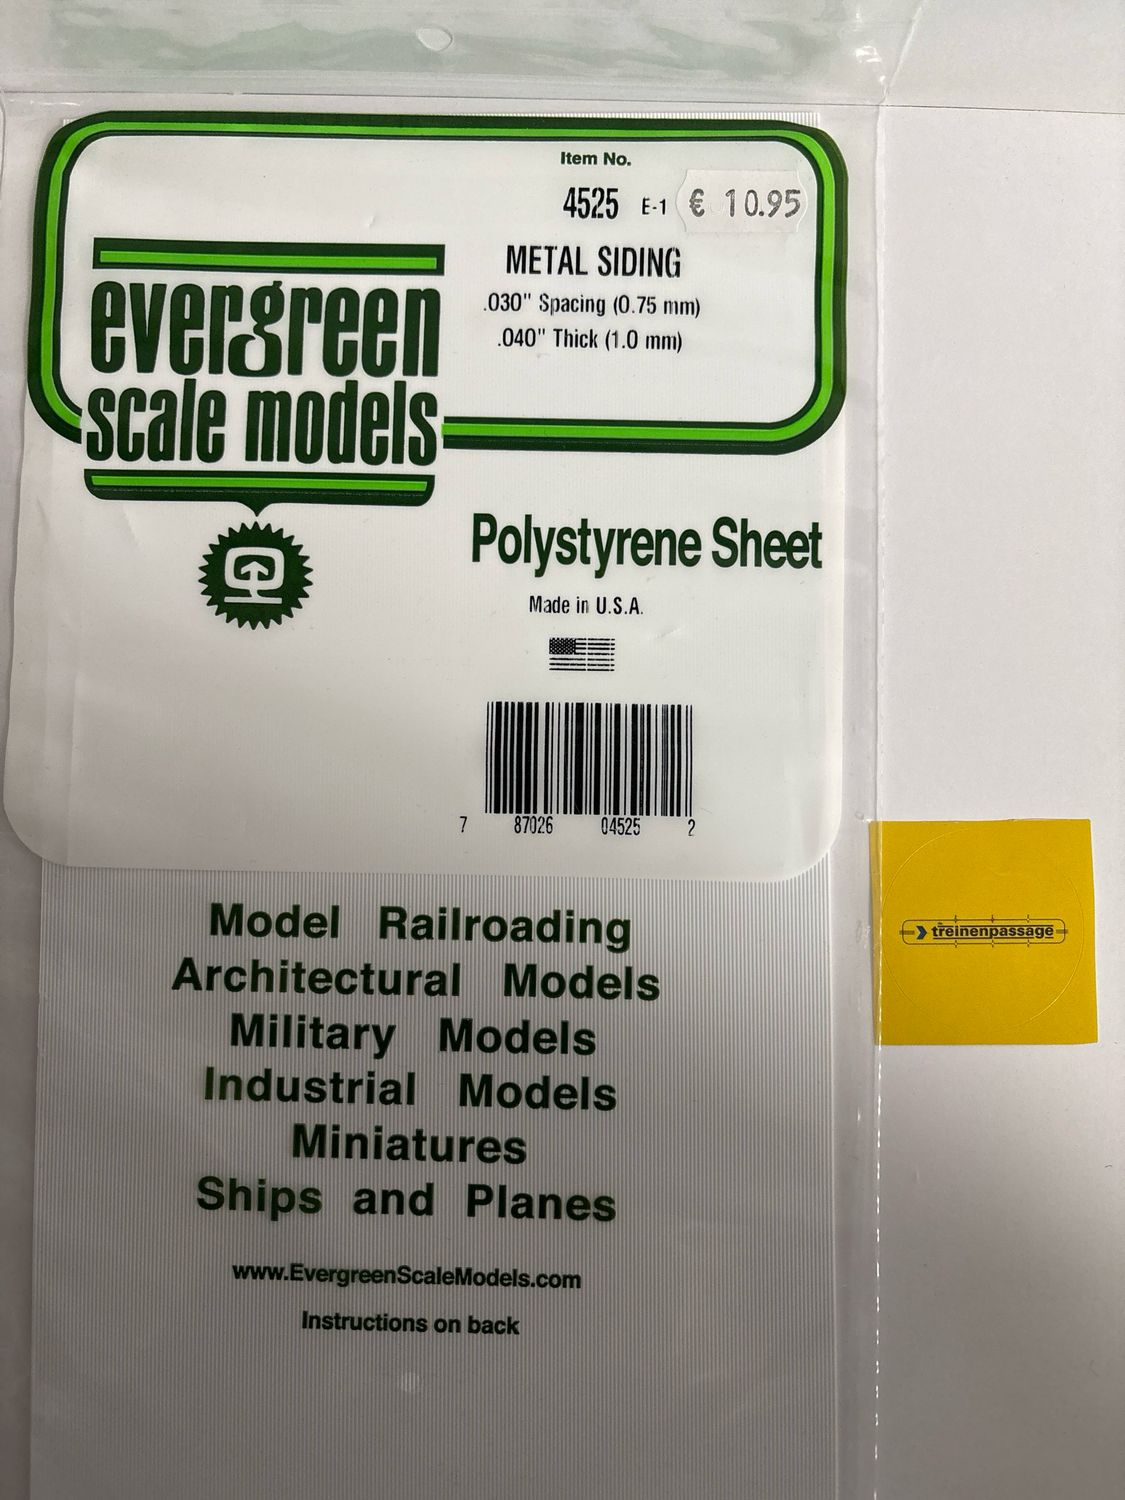 Item No.
4525 E-1 € 10.95
METAL SIDING
.030" Spacing (0.75 mm)
.040" Thick (1.0 mm)
evergreen
scale models
Polystyrene Sheet
Made in U.S.A.
7 87026 04525 2
Model Railroading
Architectural Models
Military Models
Industrial Models
Miniatures
Ships and Planes
www.EvergreenScaleModels.com
Instructions on back
treinenpassage